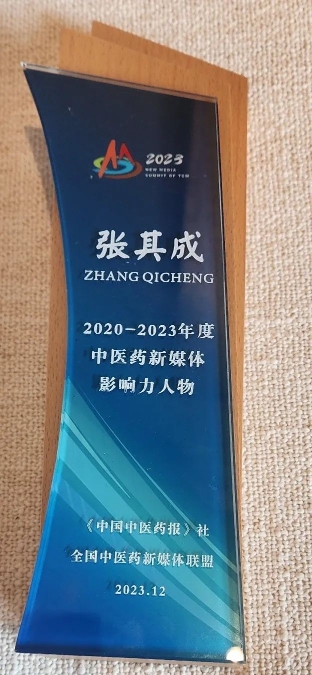 2023
NEW MEDIA
SUMMIT OF TCM
张其成
ZHANG QICHENG
2020-2023年度
中医药新媒体
影响力人物
《中国中医药报》社
全国中医药新媒体联盟
2023.12